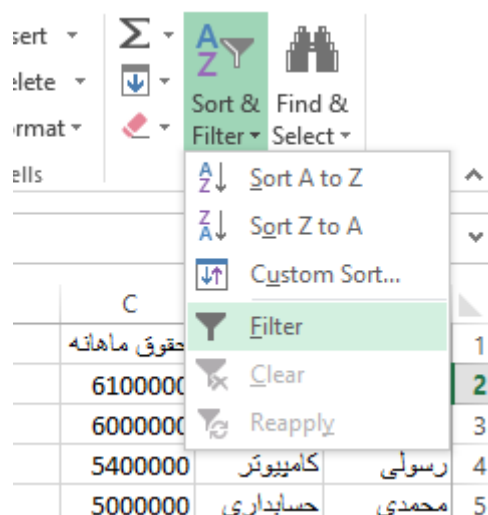 sert
elete
rmat
ells
Sort & Filter
Find & Select
Sort A to Z
Sort Z to A
Custom Sort...
Filter
Clear
Reapply
C
حقوق ماهانه
1
6100000
2
6000000
3
4 رسولی کامپیوتر 5400000
5 محمدی حسابداری 5000000